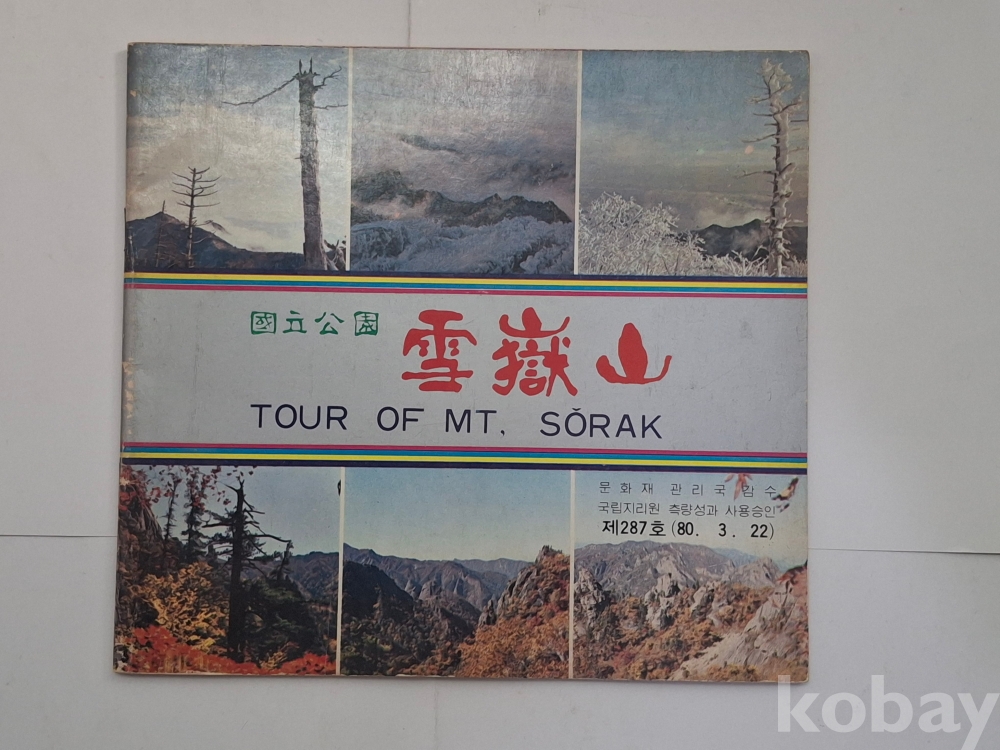 國立公園 雪嶽山
TOUR OF MT. SŎRAK
문화재 관리국 감수
국립지리원 측량성과 사용승인
제287호 (80. 3. 22)
kobay